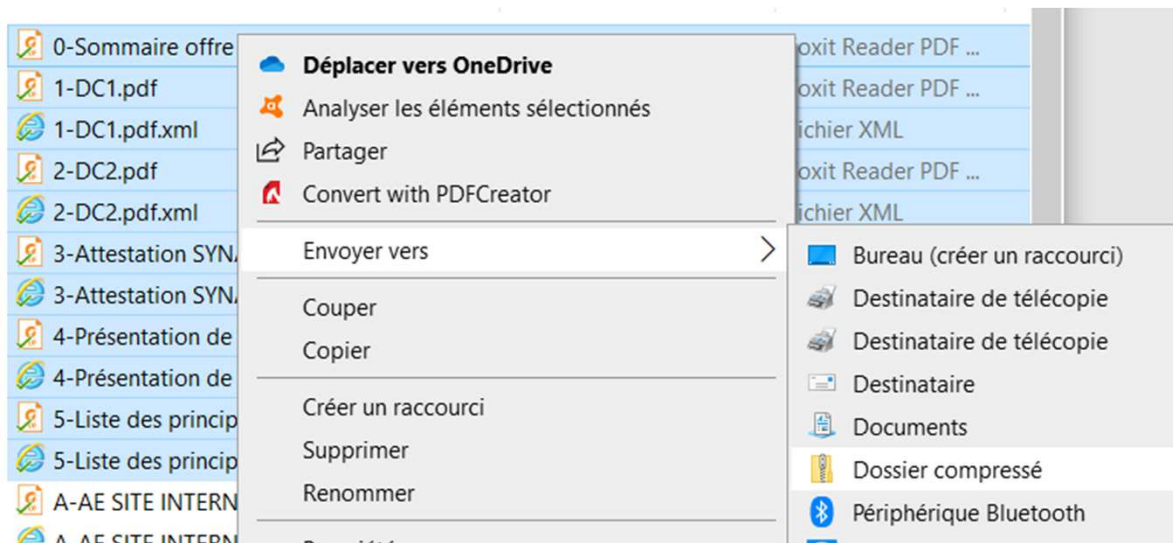 0-Sommaire offre
oxit Reader PDF ...
1-DC1.pdf
oxit Reader PDF ...
1-DC1.pdf.xml
ichier XML
2-DC2.pdf
oxit Reader PDF ...
2-DC2.pdf.xml
ichier XML
3-Attestation SYN
3-Attestation SYN
4-Présentation de
4-Présentation de
5-Liste des princip
5-Liste des princip
A-AE SITE INTERN
A-AE SITE INTERN
Déplacer vers OneDrive
Analyser les éléments sélectionnés
Partager
Convert with PDFCreator
Envoyer vers
Couper
Copier
Créer un raccourci
Supprimer
Renommer
Bureau (créer un raccourci)
Destinataire de télécopie
Destinataire de télécopie
Destinataire
Documents
Dossier compressé
Périphérique Bluetooth